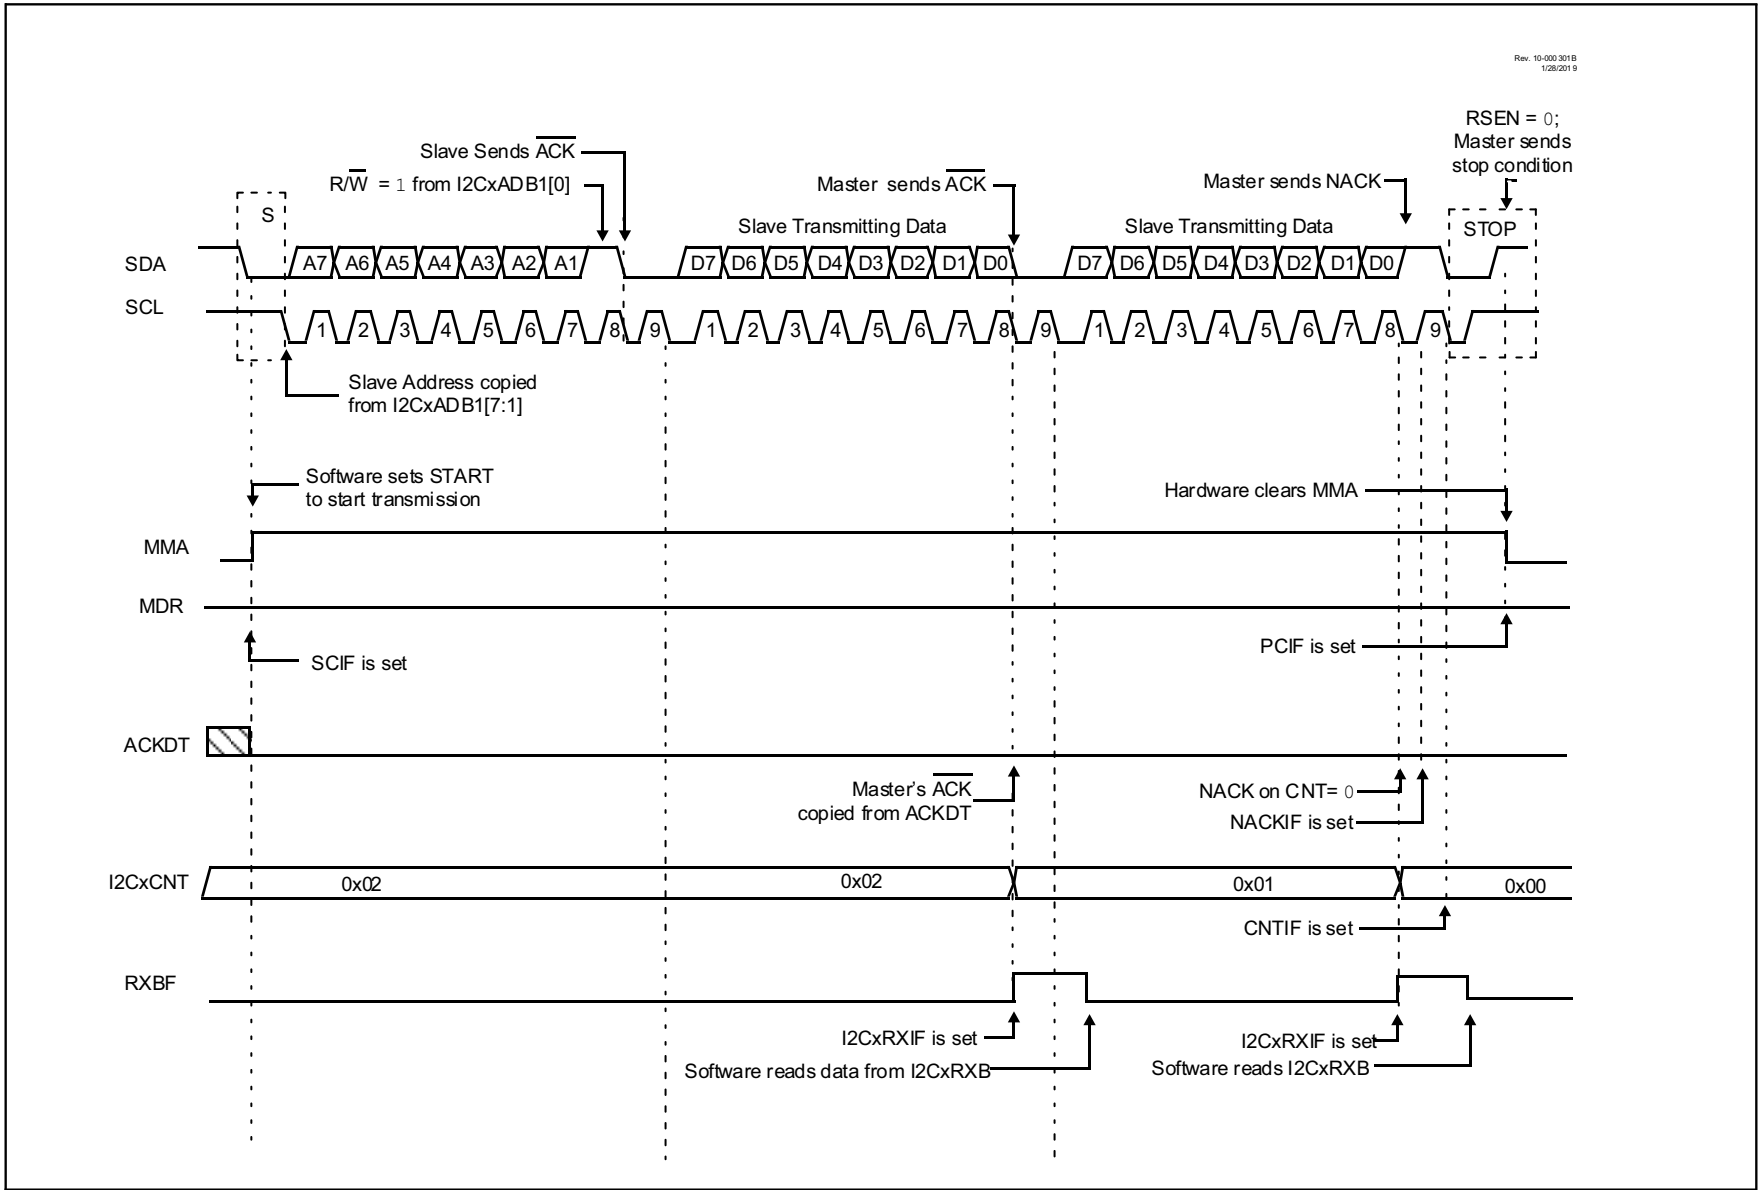 Rev. 10-000301B
1/28/2019
RSEN = 0;
Master sends
stop condition
Slave Sends ACK
R/W = 1 from I2CxADB1[0]
Master sends ACK
Master sends NACK
S
Slave Transmitting Data
Slave Transmitting Data
STOP
SDA
A7 A6 A5 A4 A3 A2 A1
D7 D6 D5 D4 D3 D2 D1 D0
D7 D6 D5 D4 D3 D2 D1 D0
SCL
1 2 3 4 5 6 7 8 9
1 2 3 4 5 6 7 8 9
1 2 3 4 5 6 7 8 9
Slave Address copied
from I2CxADB1[7:1]
Software sets START
to start transmission
Hardware clears MMA
MMA
MDR
SCIF is set
PCIF is set
ACKDT
Master's ACK
copied from ACKDT
NACK on CNT= 0
NACKIF is set
I2CxCNT
0x02
0x02
0x01
0x00
CNTIF is set
RXBF
I2CxRXIF is set
Software reads data from I2CxRXB
I2CxRXIF is set
Software reads I2CxRXB